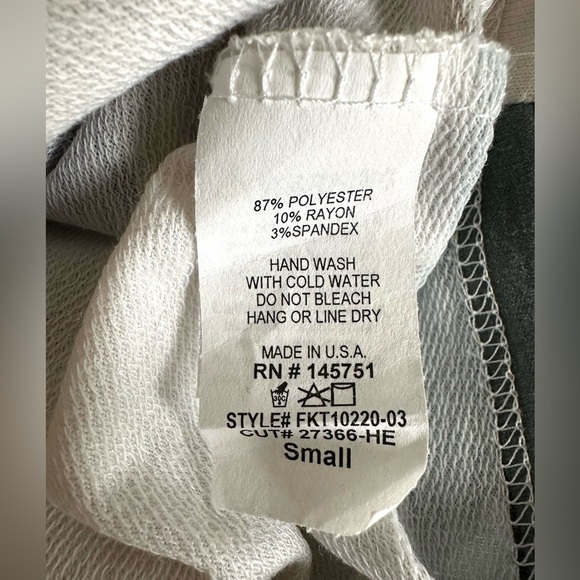 87% POLYESTER
10% RAYON
3%SPANDEX
HAND WASH
WITH COLD WATER
DO NOT BLEACH
HANG OR LINE DRY
MADE IN U.S.A.
RN # 145751
30C
STYLE# FKT10220-03
CUT# 27366-HE
Small